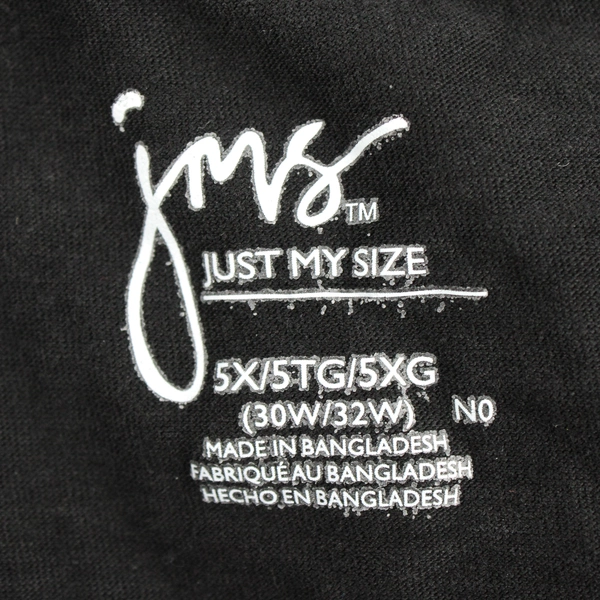 jms™
JUST MY SIZE
5X/5TG/5XG
(30W/32W) N0
MADE IN BANGLADESH
FABRIQUÉ AU BANGLADESH
HECHO EN BANGLADESH